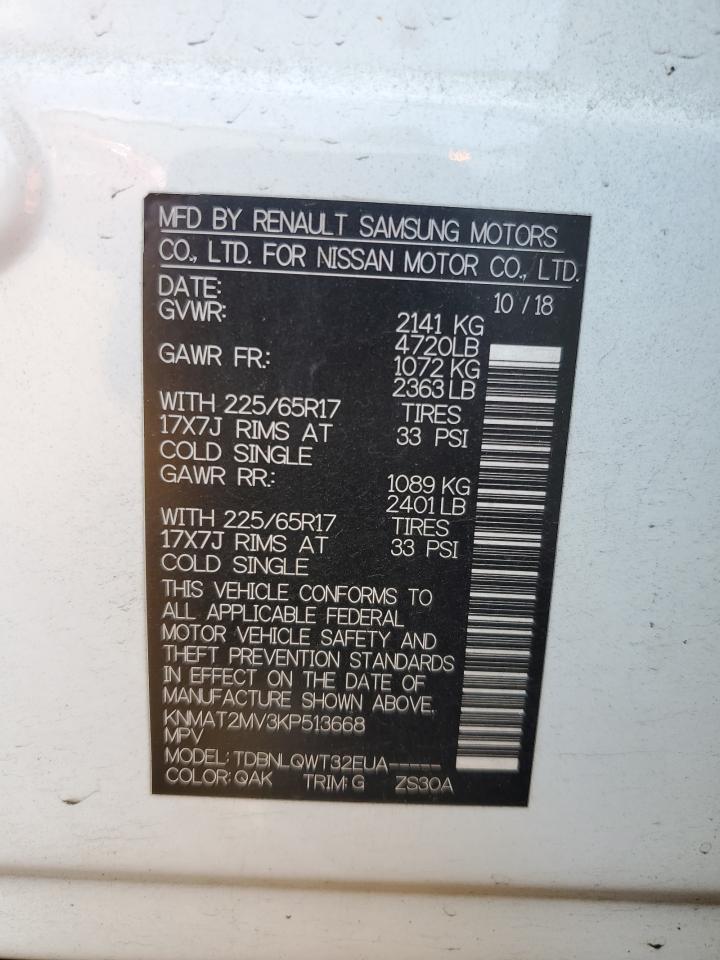 MFD BY RENAULT SAMSUNG MOTORS
CO., LTD. FOR NISSAN MOTOR CO., LTD.
DATE: 10 / 18
GVWR: 2141 KG
4720LB
GAWR FR: 1072 KG
2363 LB
WITH 225/65R17 TIRES
17X7J RIMS AT 33 PSI
COLD SINGLE
GAWR RR: 1089 KG
2401 LB
WITH 225/65R17 TIRES
17X7J RIMS AT 33 PSI
COLD SINGLE
THIS VEHICLE CONFORMS TO
ALL APPLICABLE FEDERAL
MOTOR VEHICLE SAFETY AND
THEFT PREVENTION STANDARDS
IN EFFECT ON THE DATE OF
MANUFACTURE SHOWN ABOVE.
KNMAT2MV3KP513668
MPV
MODEL: TDBNLQWT32EUA-----
COLOR: QAK TRIM: G ZS30A